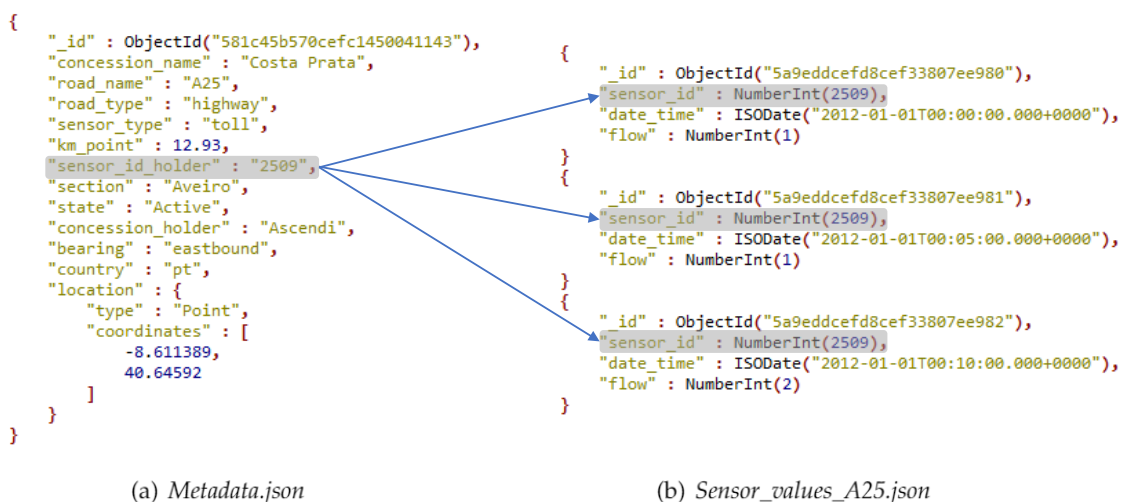 {
"_id" : ObjectId("581c45b570cefc1450041143"),
"concession_name" : "Costa Prata",
"road_name" : "A25",
"road_type" : "highway",
"sensor_type" : "toll",
"km_point" : 12.93,
"sensor_id_holder" : "2509",
"section" : "Aveiro",
"state" : "Active",
"concession_holder" : "Ascendi",
"bearing" : "eastbound",
"country" : "pt",
"location" : {
"type" : "Point",
"coordinates" : [
-8.611389,
40.64592
]
}
}
(a) Metadata.json
{
"_id" : ObjectId("5a9eddcefd8cef33807ee980"),
"sensor_id" : NumberInt(2509),
"date_time" : ISODate("2012-01-01T00:00:00.000+0000"),
"flow" : NumberInt(1)
}
{
"_id" : ObjectId("5a9eddcefd8cef33807ee981"),
"sensor_id" : NumberInt(2509),
"date_time" : ISODate("2012-01-01T00:05:00.000+0000"),
"flow" : NumberInt(1)
}
{
"_id" : ObjectId("5a9eddcefd8cef33807ee982"),
"sensor_id" : NumberInt(2509),
"date_time" : ISODate("2012-01-01T00:10:00.000+0000"),
"flow" : NumberInt(2)
}
(b) Sensor_values_A25.json